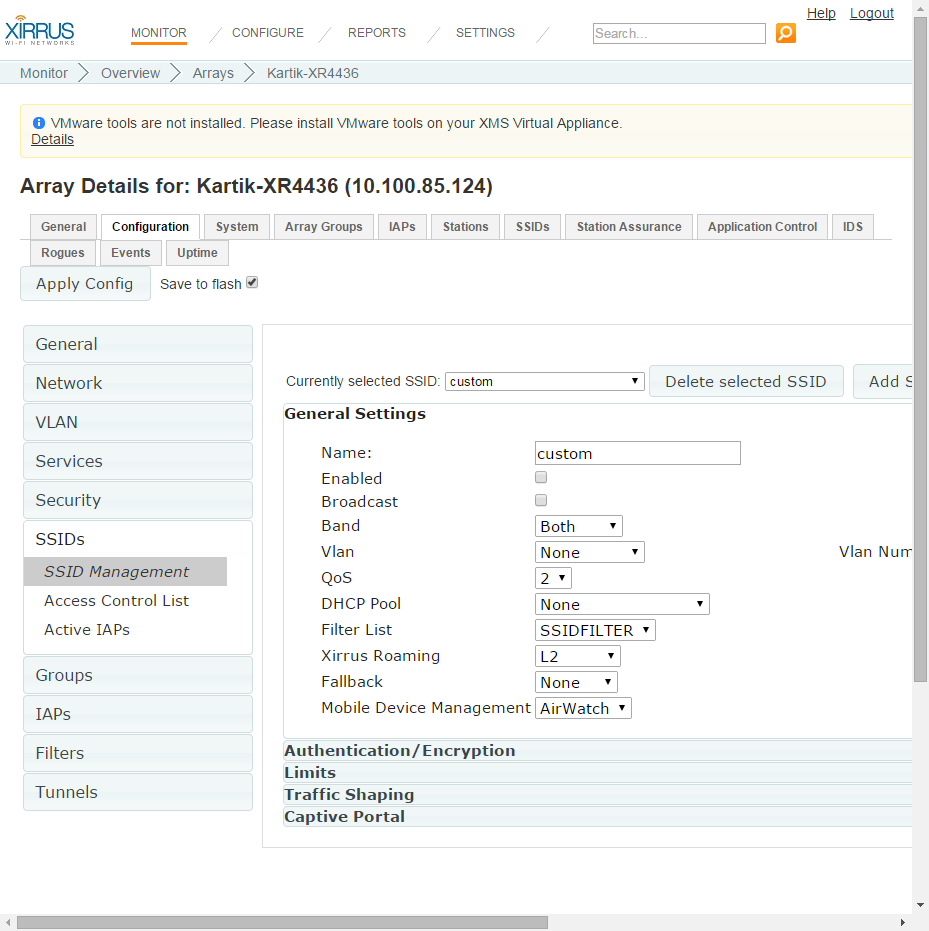 XIRRUS
WI-FI NETWORKS
MONITOR CONFIGURE REPORTS SETTINGS
Search...
Help Logout
Monitor Overview Arrays Kartik-XR4436
VMware tools are not installed. Please install VMware tools on your XMS Virtual Appliance.
Details
Array Details for: Kartik-XR4436 (10.100.85.124)
General Configuration System Array Groups IAPs Stations SSIDs Station Assurance Application Control IDS
Rogues Events Uptime
Apply Config Save to flash
General
Network
VLAN
Services
Security
SSIDs
SSID Management
Access Control List
Active IAPs
Groups
IAPs
Filters
Tunnels
Currently selected SSID: custom Delete selected SSID Add S
General Settings
Name: custom
Enabled
Broadcast
Band Both
Vlan None Vlan Num
QoS 2
DHCP Pool None
Filter List SSIDFILTER
Xirrus Roaming L2
Fallback None
Mobile Device Management AirWatch
Authentication/Encryption
Limits
Traffic Shaping
Captive Portal